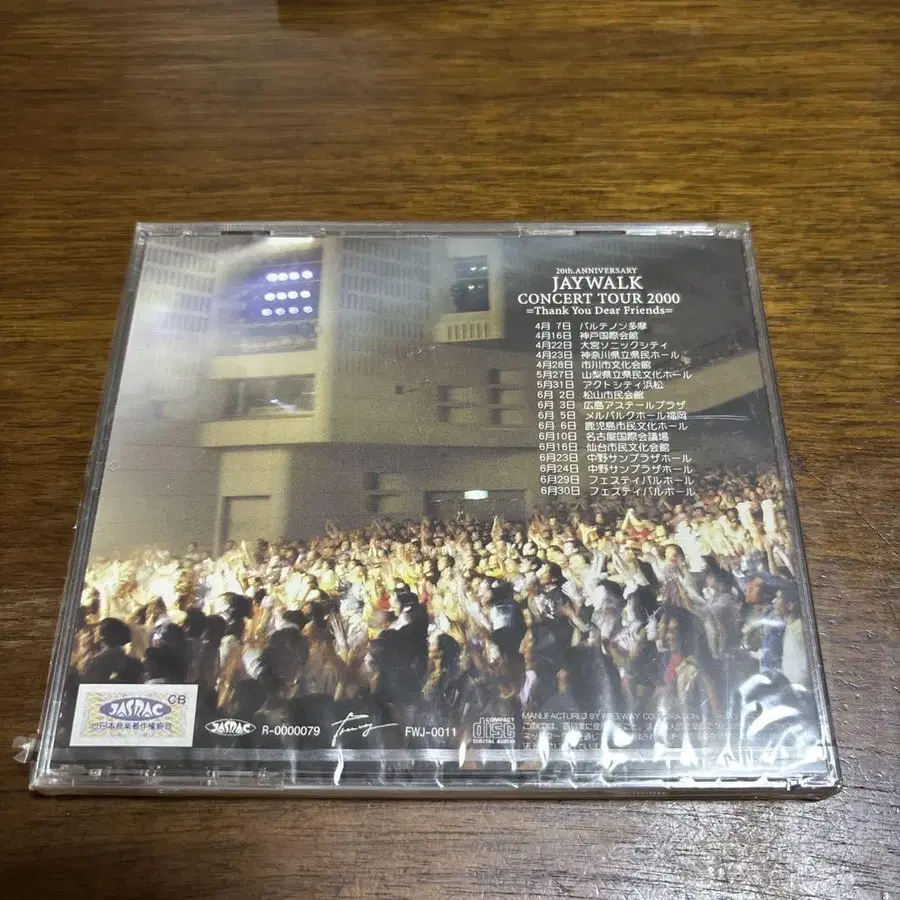 20th.ANNIVERSARY
JAYWALK
CONCERT TOUR 2000
=Thank You Dear Friends=
4月 7日 パルテノン多摩
4月16日 神戸国際会館
4月22日 大宮ソニックシティ
4月23日 神奈川県立県民ホール
4月28日 市川市文化会館
5月27日 山梨県立県民文化ホール
5月31日 アクトシティ浜松
6月 2日 松山市民会館
6月 3日 広島アステールプラザ
6月 5日 メルパルクホール福岡
6月 6日 鹿児島市民文化ホール
6月10日 名古屋国際会議場
6月16日 仙台市民文化会館
6月23日 中野サンプラザホール
6月24日 中野サンプラザホール
6月29日 フェスティバルホール
6月30日 フェスティバルホール
CB
JASRAC
日本音楽著作権協会
JASRAC
R-0000079
Freeway
FWJ-0011
COMPACT
disc
DIGITAL AUDIO
MANUFACTURED BY FREEWAY CORPORATION